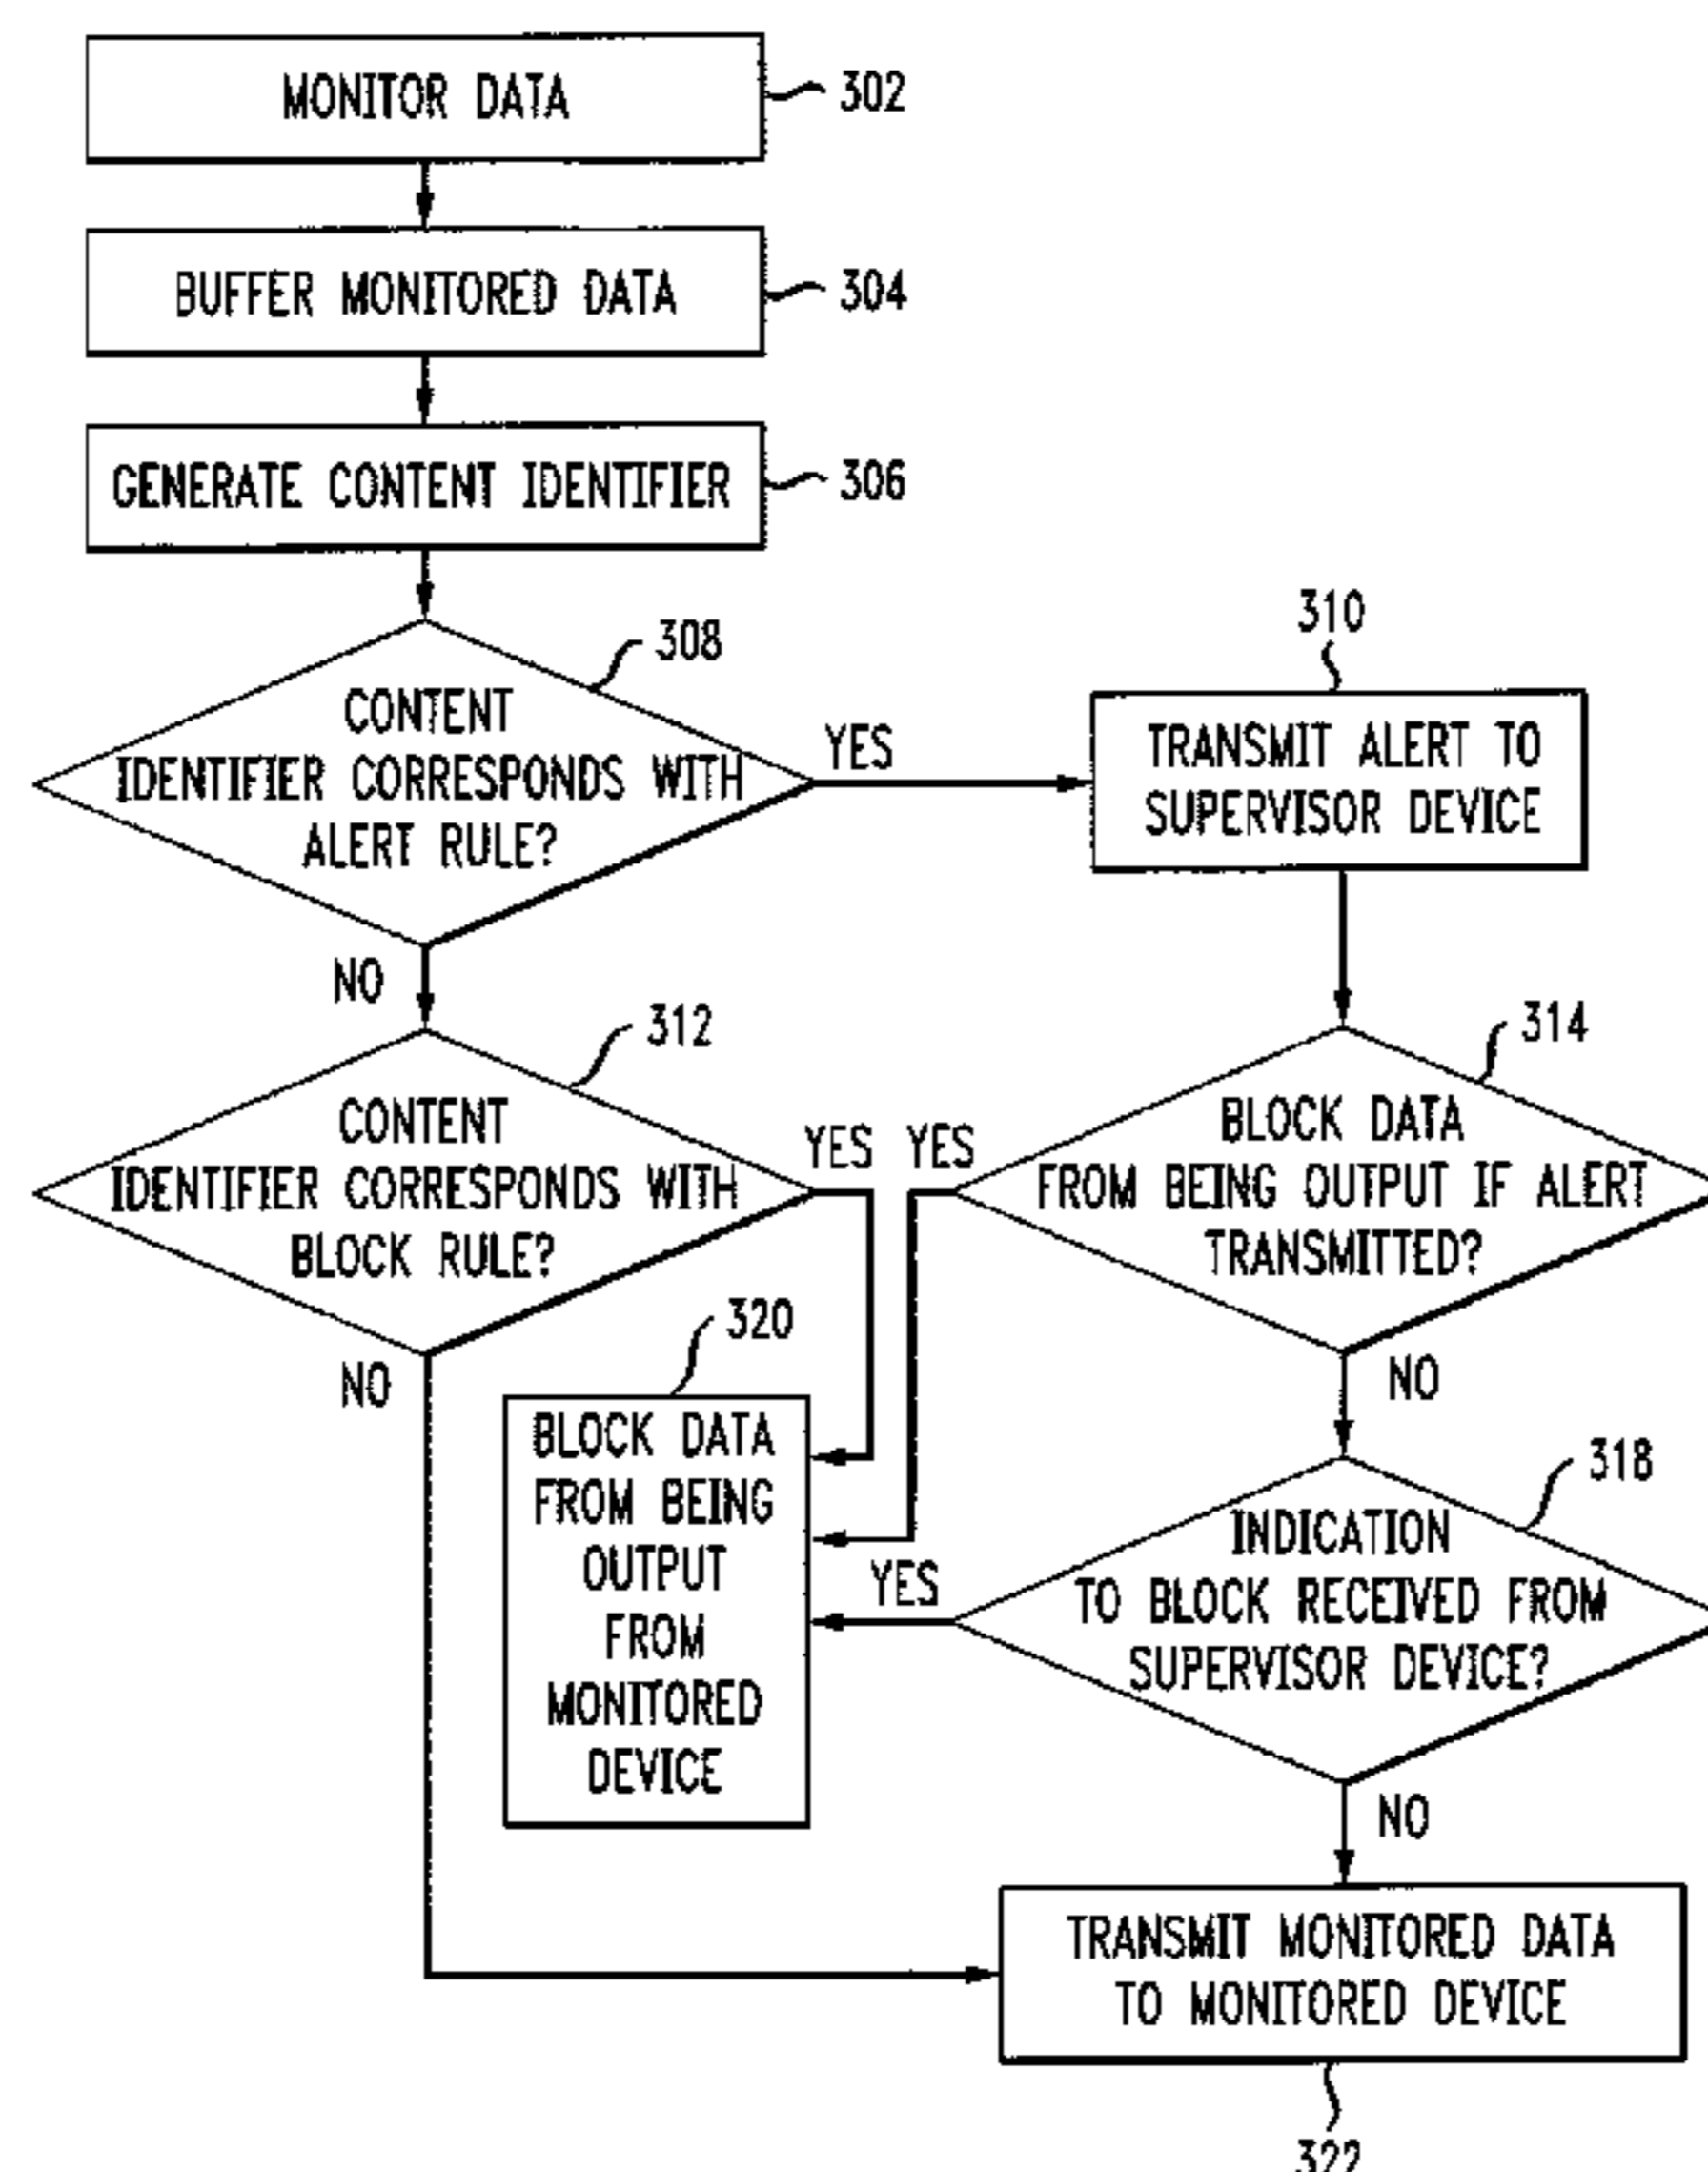 MONITOR DATA
302
BUFFER MONITORED DATA
304
GENERATE CONTENT IDENTIFIER
306
308
CONTENT
IDENTIFIER CORRESPONDS WITH
ALERT RULE?
YES
NO
310
TRANSMIT ALERT TO
SUPERVISOR DEVICE
312
CONTENT
IDENTIFIER CORRESPONDS WITH
BLOCK RULE?
YES
NO
314
BLOCK DATA
FROM BEING OUTPUT IF ALERT
TRANSMITTED?
YES
NO
320
BLOCK DATA
FROM BEING
OUTPUT
FROM
MONITORED
DEVICE
318
INDICATION
TO BLOCK RECEIVED FROM
SUPERVISOR DEVICE?
YES
NO
TRANSMIT MONITORED DATA
TO MONITORED DEVICE
322